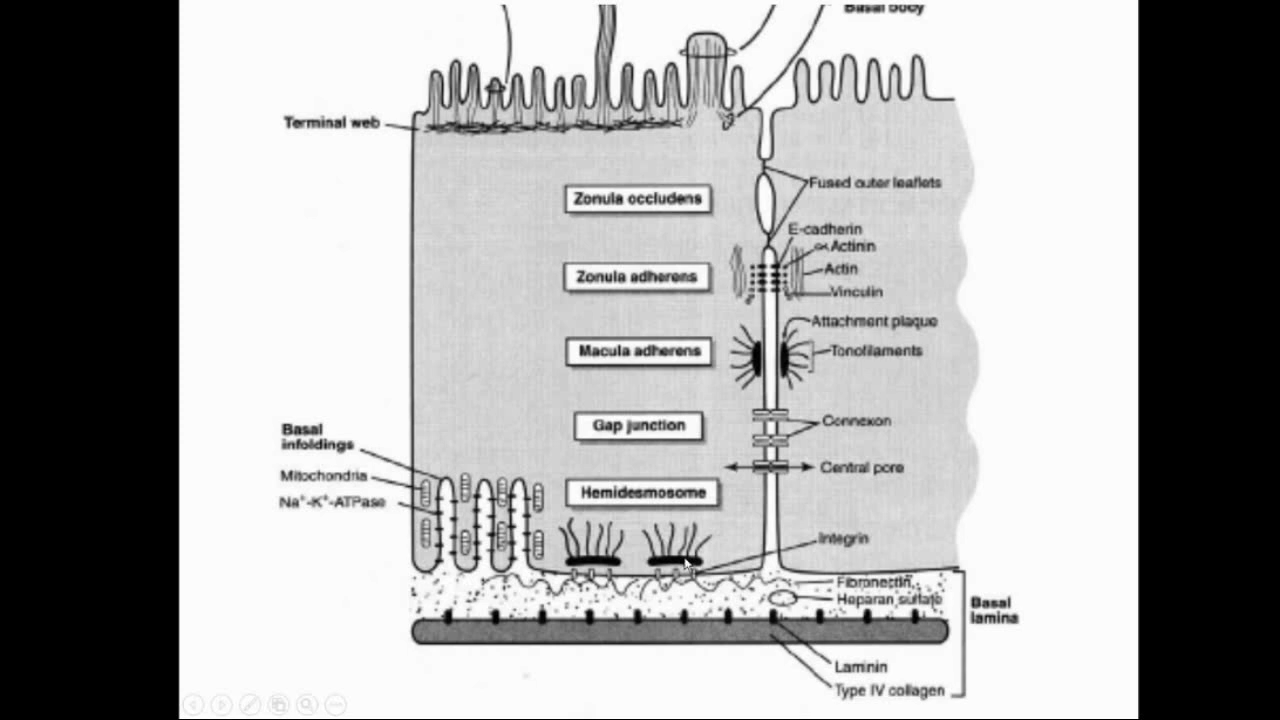 Basal body
Terminal web
Fused outer leaflets
Zonula occludens
E-cadherin
α Actinin
Zonula adherens
Actin
Vinculin
Attachment plaque
Macula adherens
Tonofilaments
Gap junction
Connexon
Basal
infoldings
Central pore
Mitochondria
Hemidesmosome
Na⁺-K⁺-ATPase
Integrin
Fibronectin
Heparan sulfate
Basal
lamina
Laminin
Type IV collagen